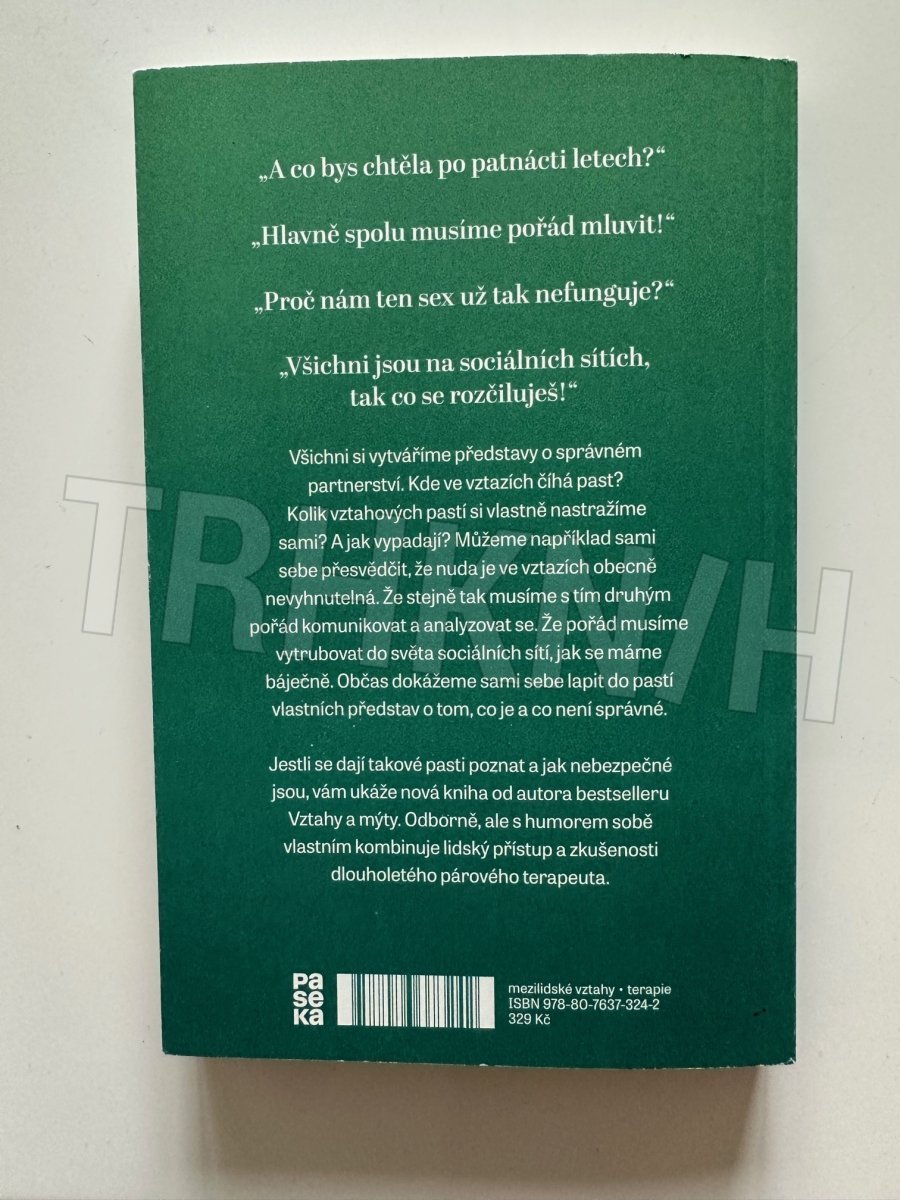 „A co bys chtěla po patnácti letech?“
„Hlavně spolu musíme pořád mluvit!“
„Proč nám ten sex už tak nefunguje?“
„Všichni jsou na sociálních sítích,
tak co se rozčiluješ!“
Všichni si vytváříme představy o správném
partnerství. Kde ve vztazích číhá past?
Kolik vztahových pastí si vlastně nastražíme
sami? A jak vypadají? Můžeme například sami
sebe přesvědčit, že nuda je ve vztazích obecně
nevyhnutelná. Že stejně tak musíme s tím druhým
pořád komunikovat a analyzovat se. Že pořád musíme
vytrubovat do světa sociálních sítí, jak se máme
báječně. Občas dokážeme sami sebe lapit do pastí
vlastních představ o tom, co je a co není správné.
Jestli se dají takové pasti poznat a jak nebezpečné
jsou, vám ukáže nová kniha od autora bestselleru
Vztahy a mýty. Odborně, ale s humorem sobě
vlastním kombinuje lidský přístup a zkušenosti
dlouholetého párového terapeuta.
pa
se
ka
mezilidské vztahy • terapie
ISBN 978-80-7637-324-2
329 Kč
TRHKNIH